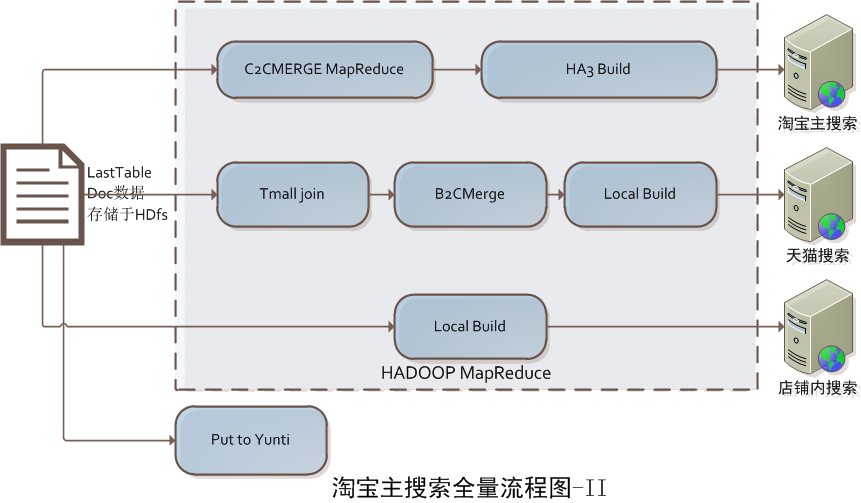 C2CMERGE MapReduce
HA3 Build
淘宝主搜索
LastTable
Doc数据
存储于HDfs
Tmall join
B2CMerge
Local Build
天猫搜索
Local Build
HADOOP MapReduce
店铺内搜索
Put to Yunti
淘宝主搜索全量流程图-II